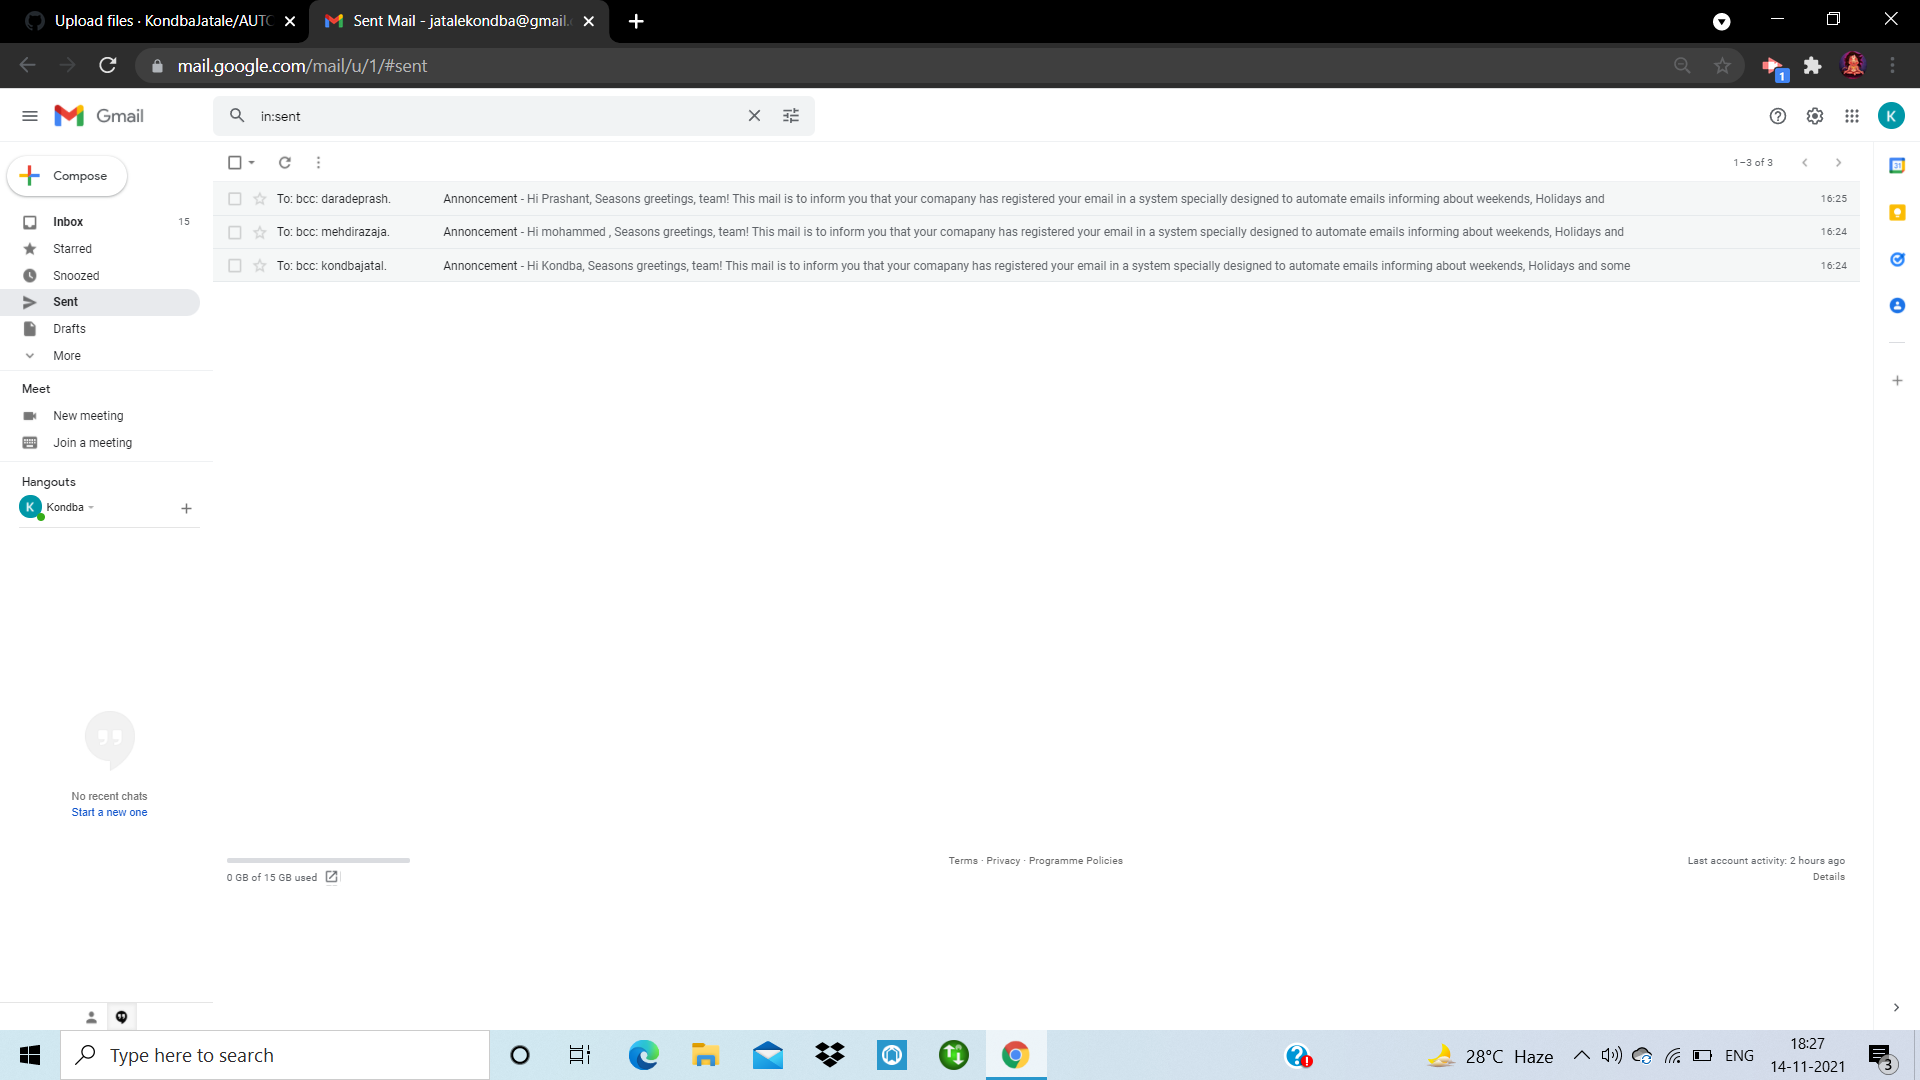 Upload files · KondbaJatale/AUTO
Sent Mail - jatalekondba@gmail.
mail.google.com/mail/u/1/#sent
1
Gmail
in:sent
K
Compose
1–3 of 3
31
To: bcc: daradeprash.
Annoncement - Hi Prashant, Seasons greetings, team! This mail is to inform you that your comapany has registered your email in a system specially designed to automate emails informing about weekends, Holidays and
16:25
To: bcc: mehdirazaja.
Annoncement - Hi mohammed , Seasons greetings, team! This mail is to inform you that your comapany has registered your email in a system specially designed to automate emails informing about weekends, Holidays and
16:24
To: bcc: kondbajatal.
Annoncement - Hi Kondba, Seasons greetings, team! This mail is to inform you that your comapany has registered your email in a system specially designed to automate emails informing about weekends, Holidays and some
16:24
Inbox 15
Starred
Snoozed
Sent
Drafts
More
Meet
New meeting
Join a meeting
Hangouts
K Kondba
No recent chats
Start a new one
0 GB of 15 GB used
Terms · Privacy · Programme Policies
Last account activity: 2 hours ago
Details
Type here to search
28°C Haze
ENG
18:27
14-11-2021
3